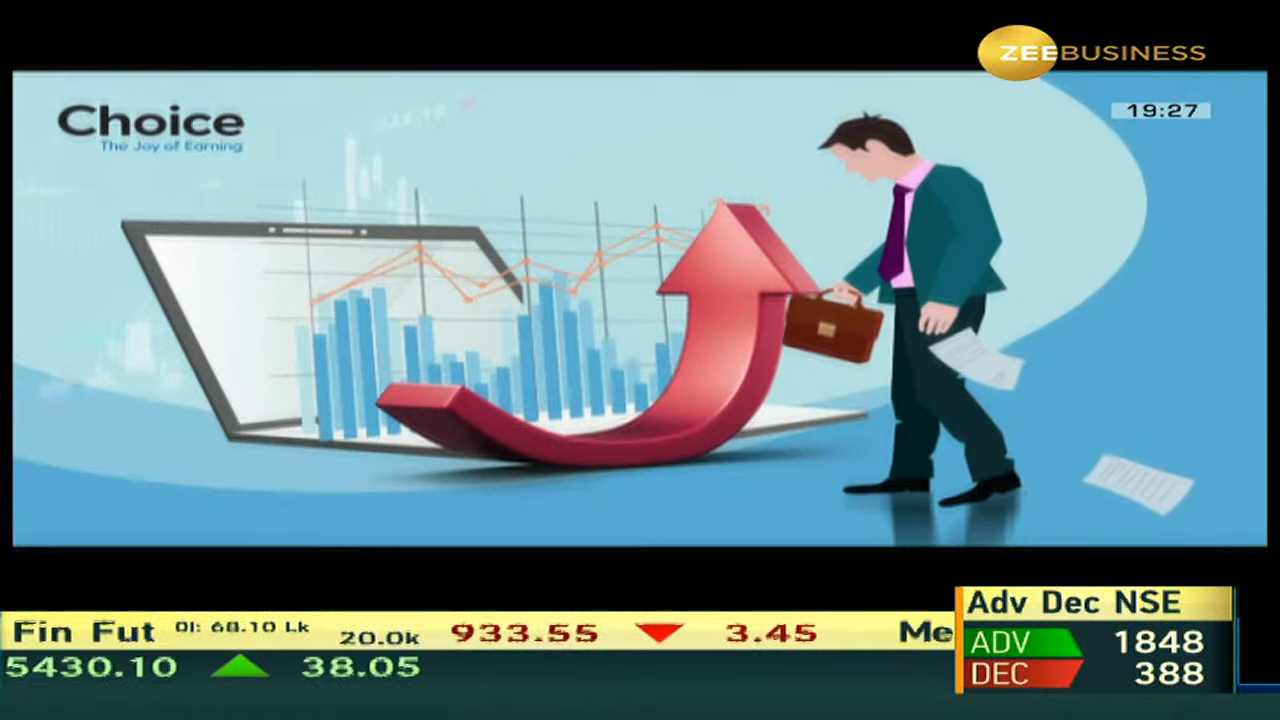 ZEEBUSINESS
19:27
Choice
The Joy of Earning
Fin Fut OI: 68.10 Lk 20.0k 933.55 3.45 Me
5430.10 38.05
Adv Dec NSE
ADV 1848
DEC 388